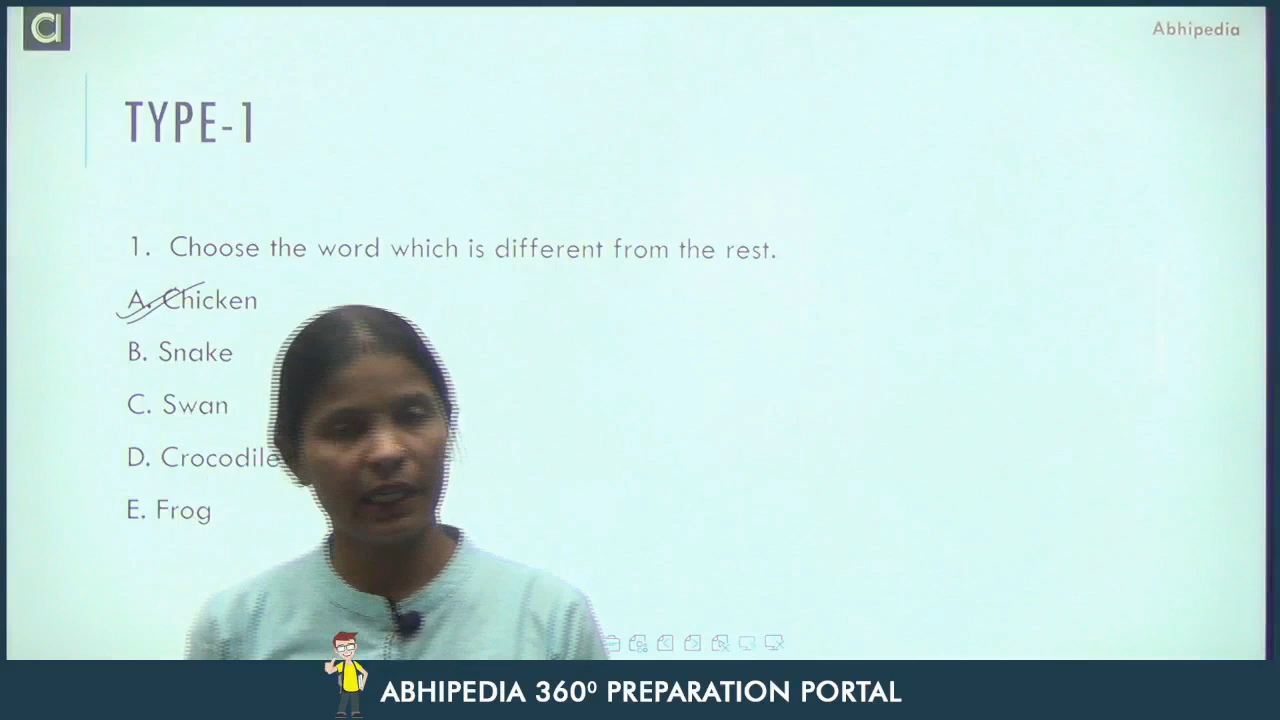 a
Abhipedia
TYPE-1
1. Choose the word which is different from the rest.
A. Chicken
B. Snake
C. Swan
D. Crocodile
E. Frog
ABHIPEDIA 360⁰ PREPARATION PORTAL